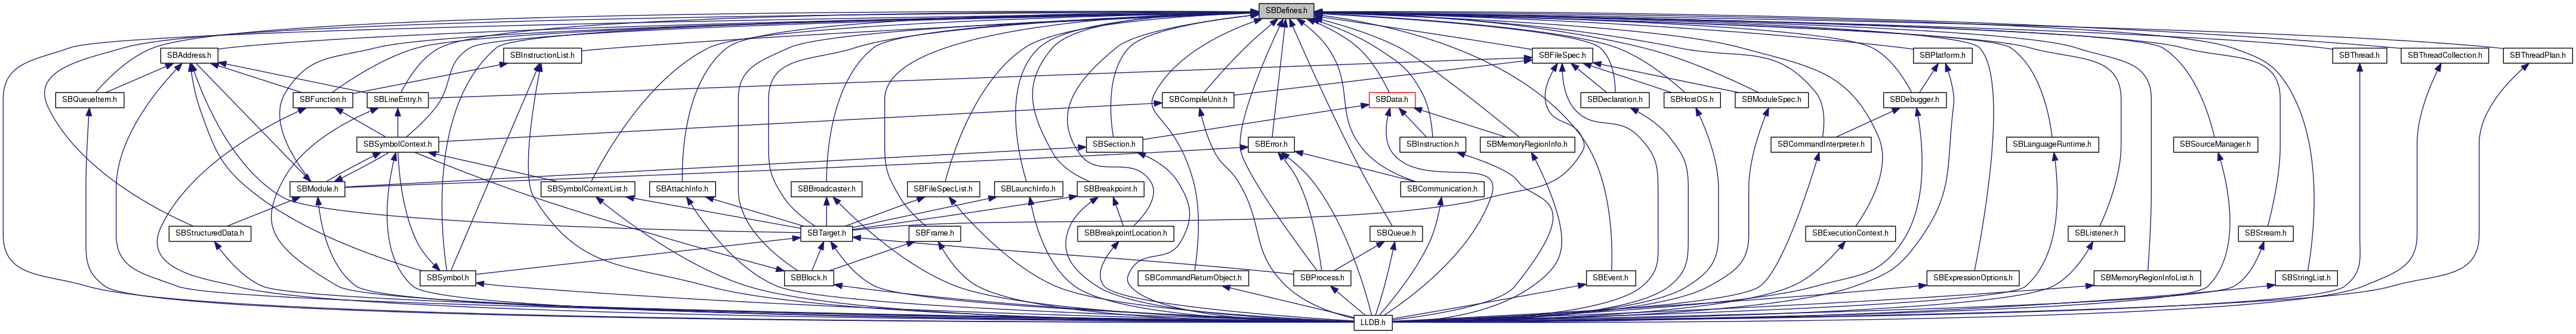 SBDefines.h
SBAddress.h
SBInstructionList.h
SBFileSpec.h
SBPlatform.h
SBThread.h
SBThreadCollection.h
SBThreadPlan.h
SBQueueItem.h
SBFunction.h
SBLineEntry.h
SBCompileUnit.h
SBData.h
SBDeclaration.h
SBHostOS.h
SBModuleSpec.h
SBDebugger.h
SBSymbolContext.h
SBSection.h
SBError.h
SBInstruction.h
SBMemoryRegionInfo.h
SBCommandInterpreter.h
SBLanguageRuntime.h
SBSourceManager.h
SBModule.h
SBSymbolContextList.h
SBAttachInfo.h
SBBroadcaster.h
SBFileSpecList.h
SBLaunchInfo.h
SBBreakpoint.h
SBCommunication.h
SBStructuredData.h
SBTarget.h
SBFrame.h
SBBreakpointLocation.h
SBQueue.h
SBExecutionContext.h
SBListener.h
SBStream.h
SBSymbol.h
SBBlock.h
SBCommandReturnObject.h
SBProcess.h
SBEvent.h
SBExpressionOptions.h
SBMemoryRegionInfoList.h
SBStringList.h
LLDB.h